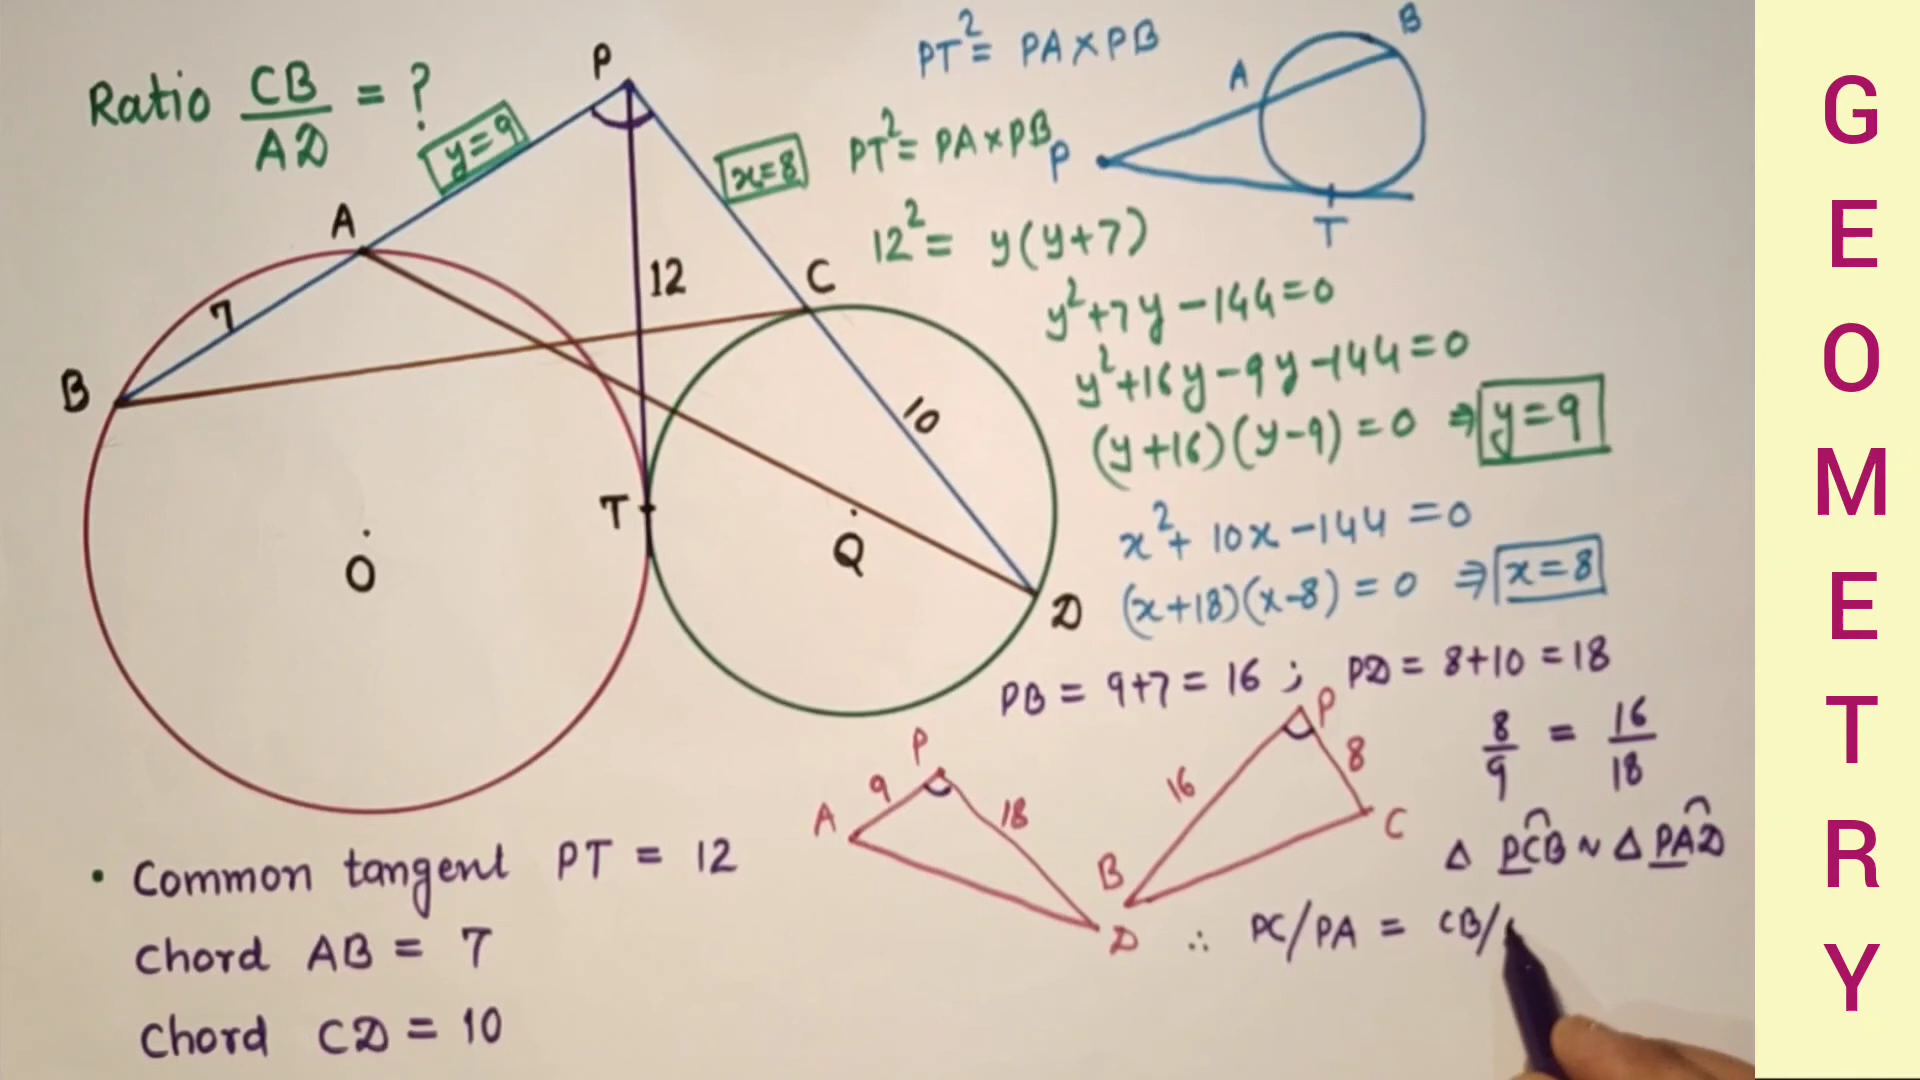 Ratio CB/AD = ?
P
y=9
x=8
A
7
12
C
B
10
T
O
Q
D
PT² = PA×PB
A
B
P
T
PT² = PA×PB
12² = y(y+7)
y²+7y-144=0
y²+16y-9y-144=0
(y+16)(y-9)=0 ⇒ y=9
x²+10x-144=0
(x+18)(x-8)=0 ⇒ x=8
PB = 9+7 = 16 ; PD = 8+10 = 18
P
9
18
A
D
P
16
8
B
C
8/9 = 16/18
Δ PCB ~ Δ PAD
∴ PC/PA = CB/
• Common tangent PT = 12
Chord AB = 7
Chord CD = 10
GEOMETRY